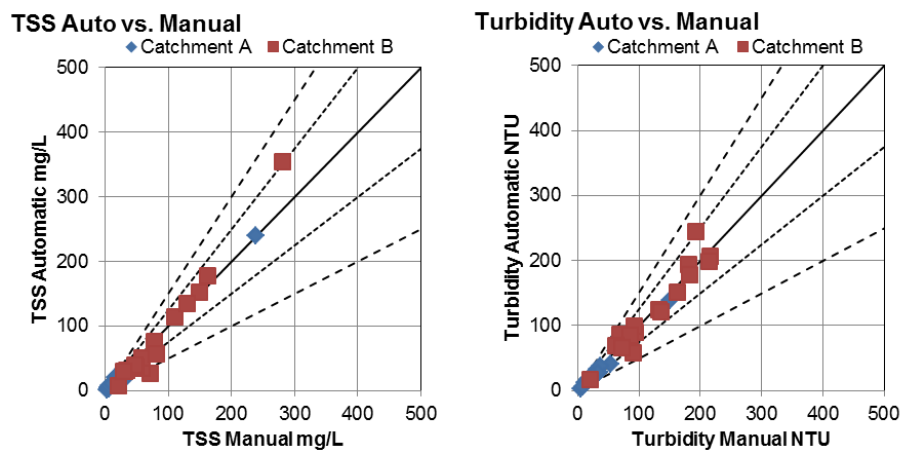 TSS Auto vs. Manual
Catchment A Catchment B
500
400
300
200
100
0
0 100 200 300 400 500
TSS Automatic mg/L
TSS Manual mg/L
Turbidity Auto vs. Manual
Catchment A Catchment B
500
400
300
200
100
0
0 100 200 300 400 500
Turbidity Automatic NTU
Turbidity Manual NTU